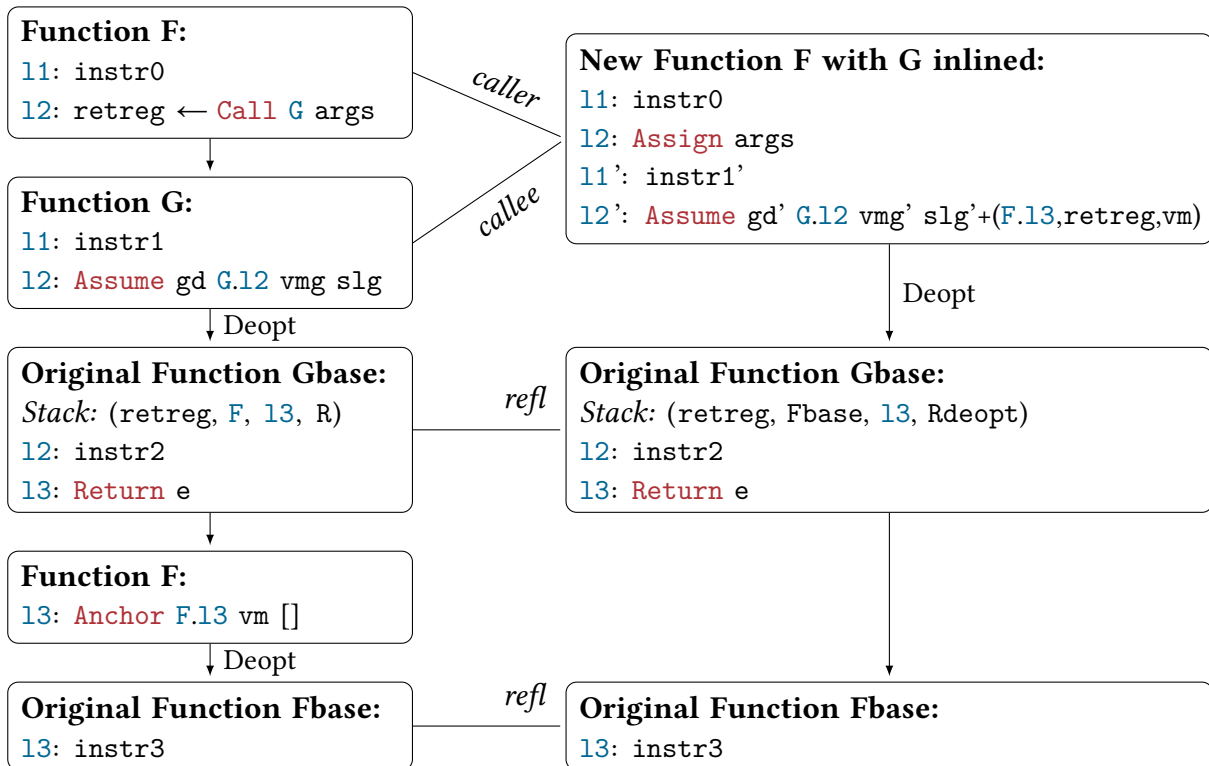 Function F:
l1: instr0
l2: retreg ← Call G args
caller
New Function F with G inlined:
l1: instr0
l2: Assign args
l1': instr1'
l2': Assume gd' G.l2 vmg' slg'+(F.l3,retreg,vm)
Function G:
l1: instr1
l2: Assume gd G.l2 vmg slg
callee
Deopt
Deopt
Original Function Gbase:
Stack: (retreg, F, l3, R)
l2: instr2
l3: Return e
refl
Original Function Gbase:
Stack: (retreg, Fbase, l3, Rdeopt)
l2: instr2
l3: Return e
Function F:
l3: Anchor F.l3 vm []
Deopt
Original Function Fbase:
l3: instr3
refl
Original Function Fbase:
l3: instr3